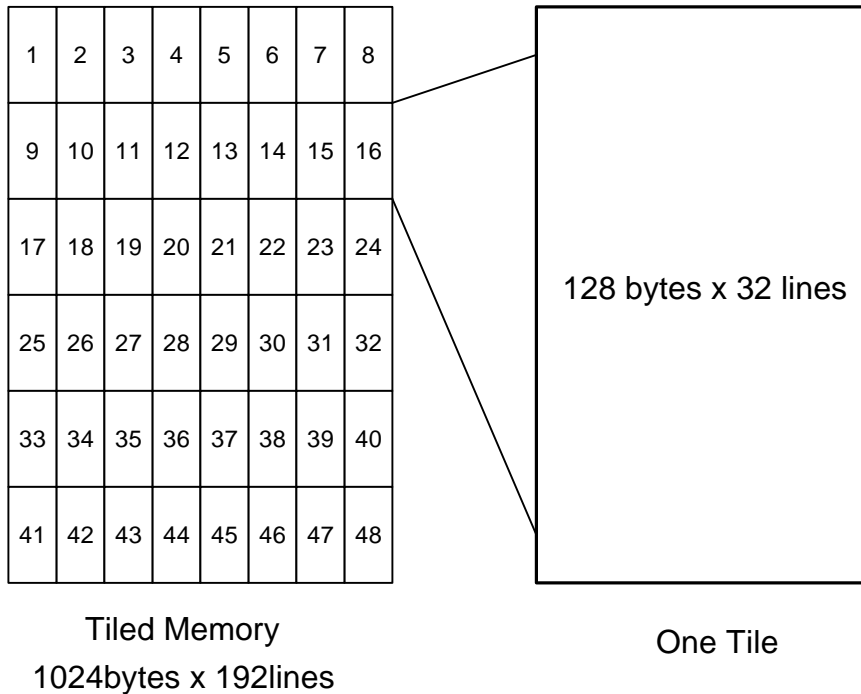 1 2 3 4 5 6 7 8
9 10 11 12 13 14 15 16
17 18 19 20 21 22 23 24
25 26 27 28 29 30 31 32
33 34 35 36 37 38 39 40
41 42 43 44 45 46 47 48
128 bytes x 32 lines
Tiled Memory
1024bytes x 192lines
One Tile